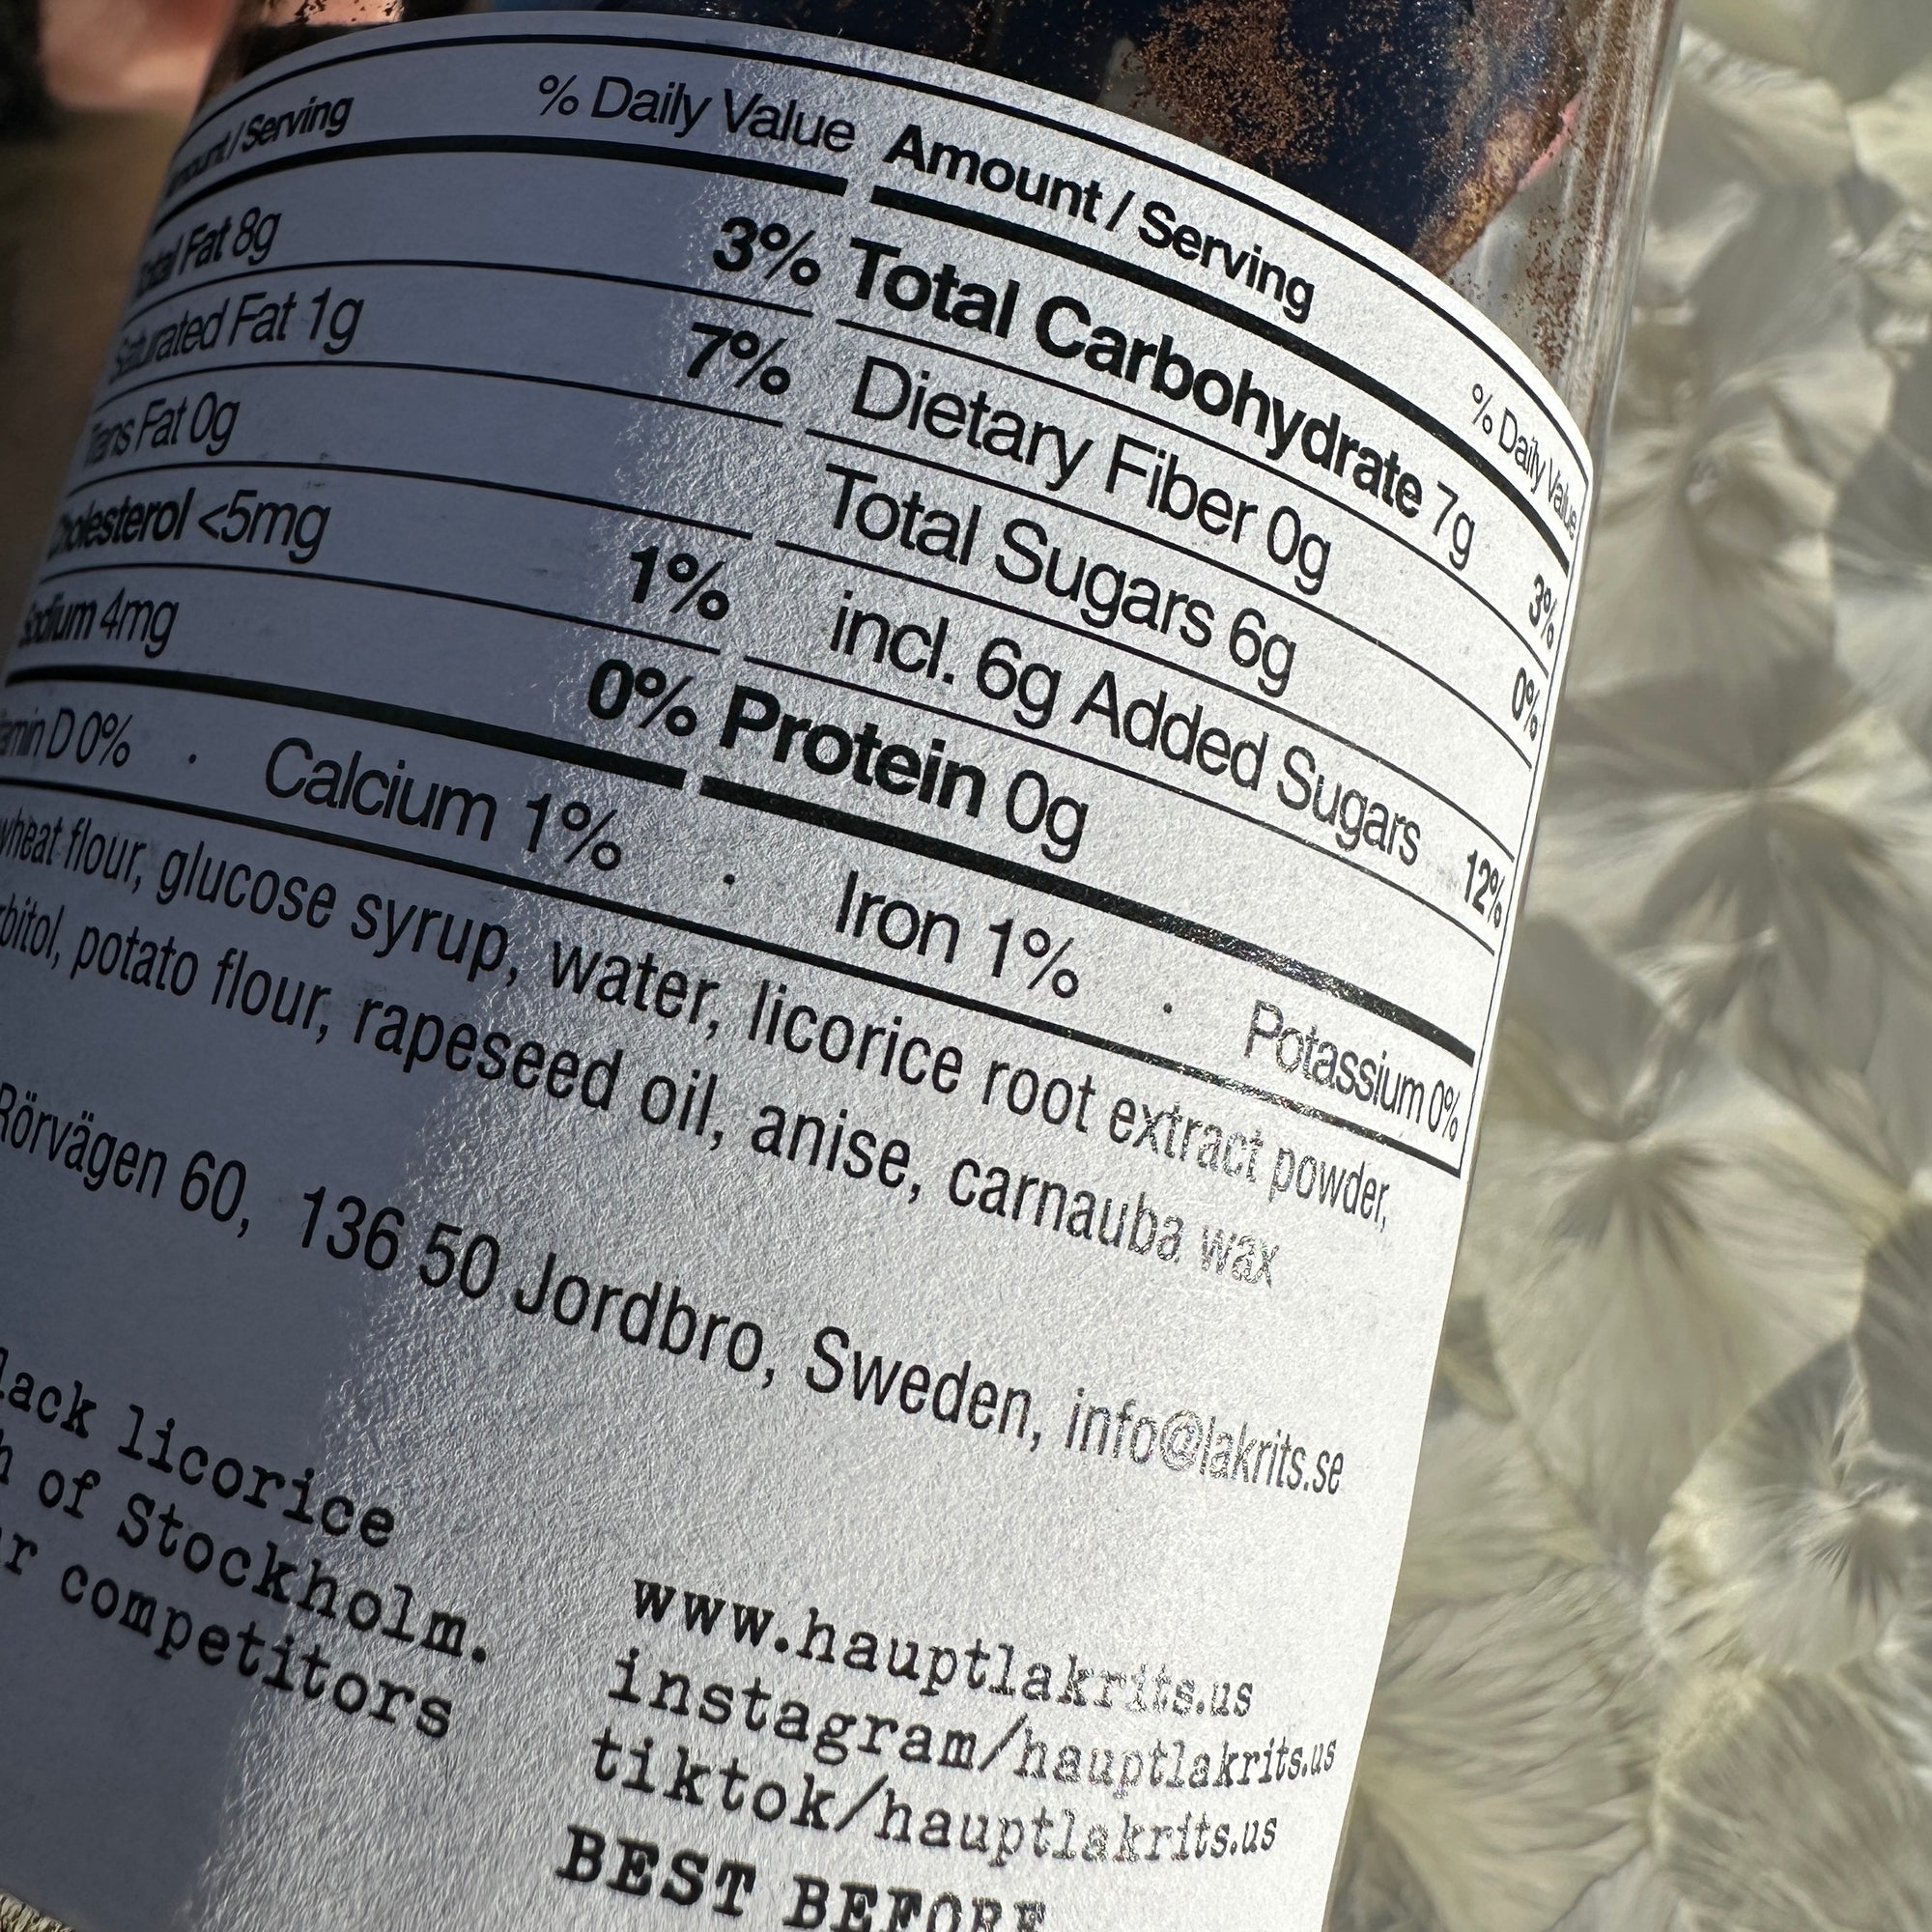 Amount / Serving % Daily Value Amount / Serving % Daily Value
Total Fat 8g 3% Total Carbohydrate 7g 3%
Saturated Fat 1g 7% Dietary Fiber 0g 0%
Trans Fat 0g Total Sugars 6g
Cholesterol <5mg 1% incl. 6g Added Sugars 12%
Sodium 4mg 0% Protein 0g
Vitamin D 0% · Calcium 1% · Iron 1% · Potassium 0%
wheat flour, glucose syrup, water, licorice root extract powder,
rbitol, potato flour, rapeseed oil, anise, carnauba wax
Rörvägen 60, 136 50 Jordbro, Sweden, info@lakrits.se
lack licorice
h of Stockholm.
r competitors
www.hauptlakrits.us
instagram/hauptlakrits.us
tiktok/hauptlakrits.us
BEST BEFORE